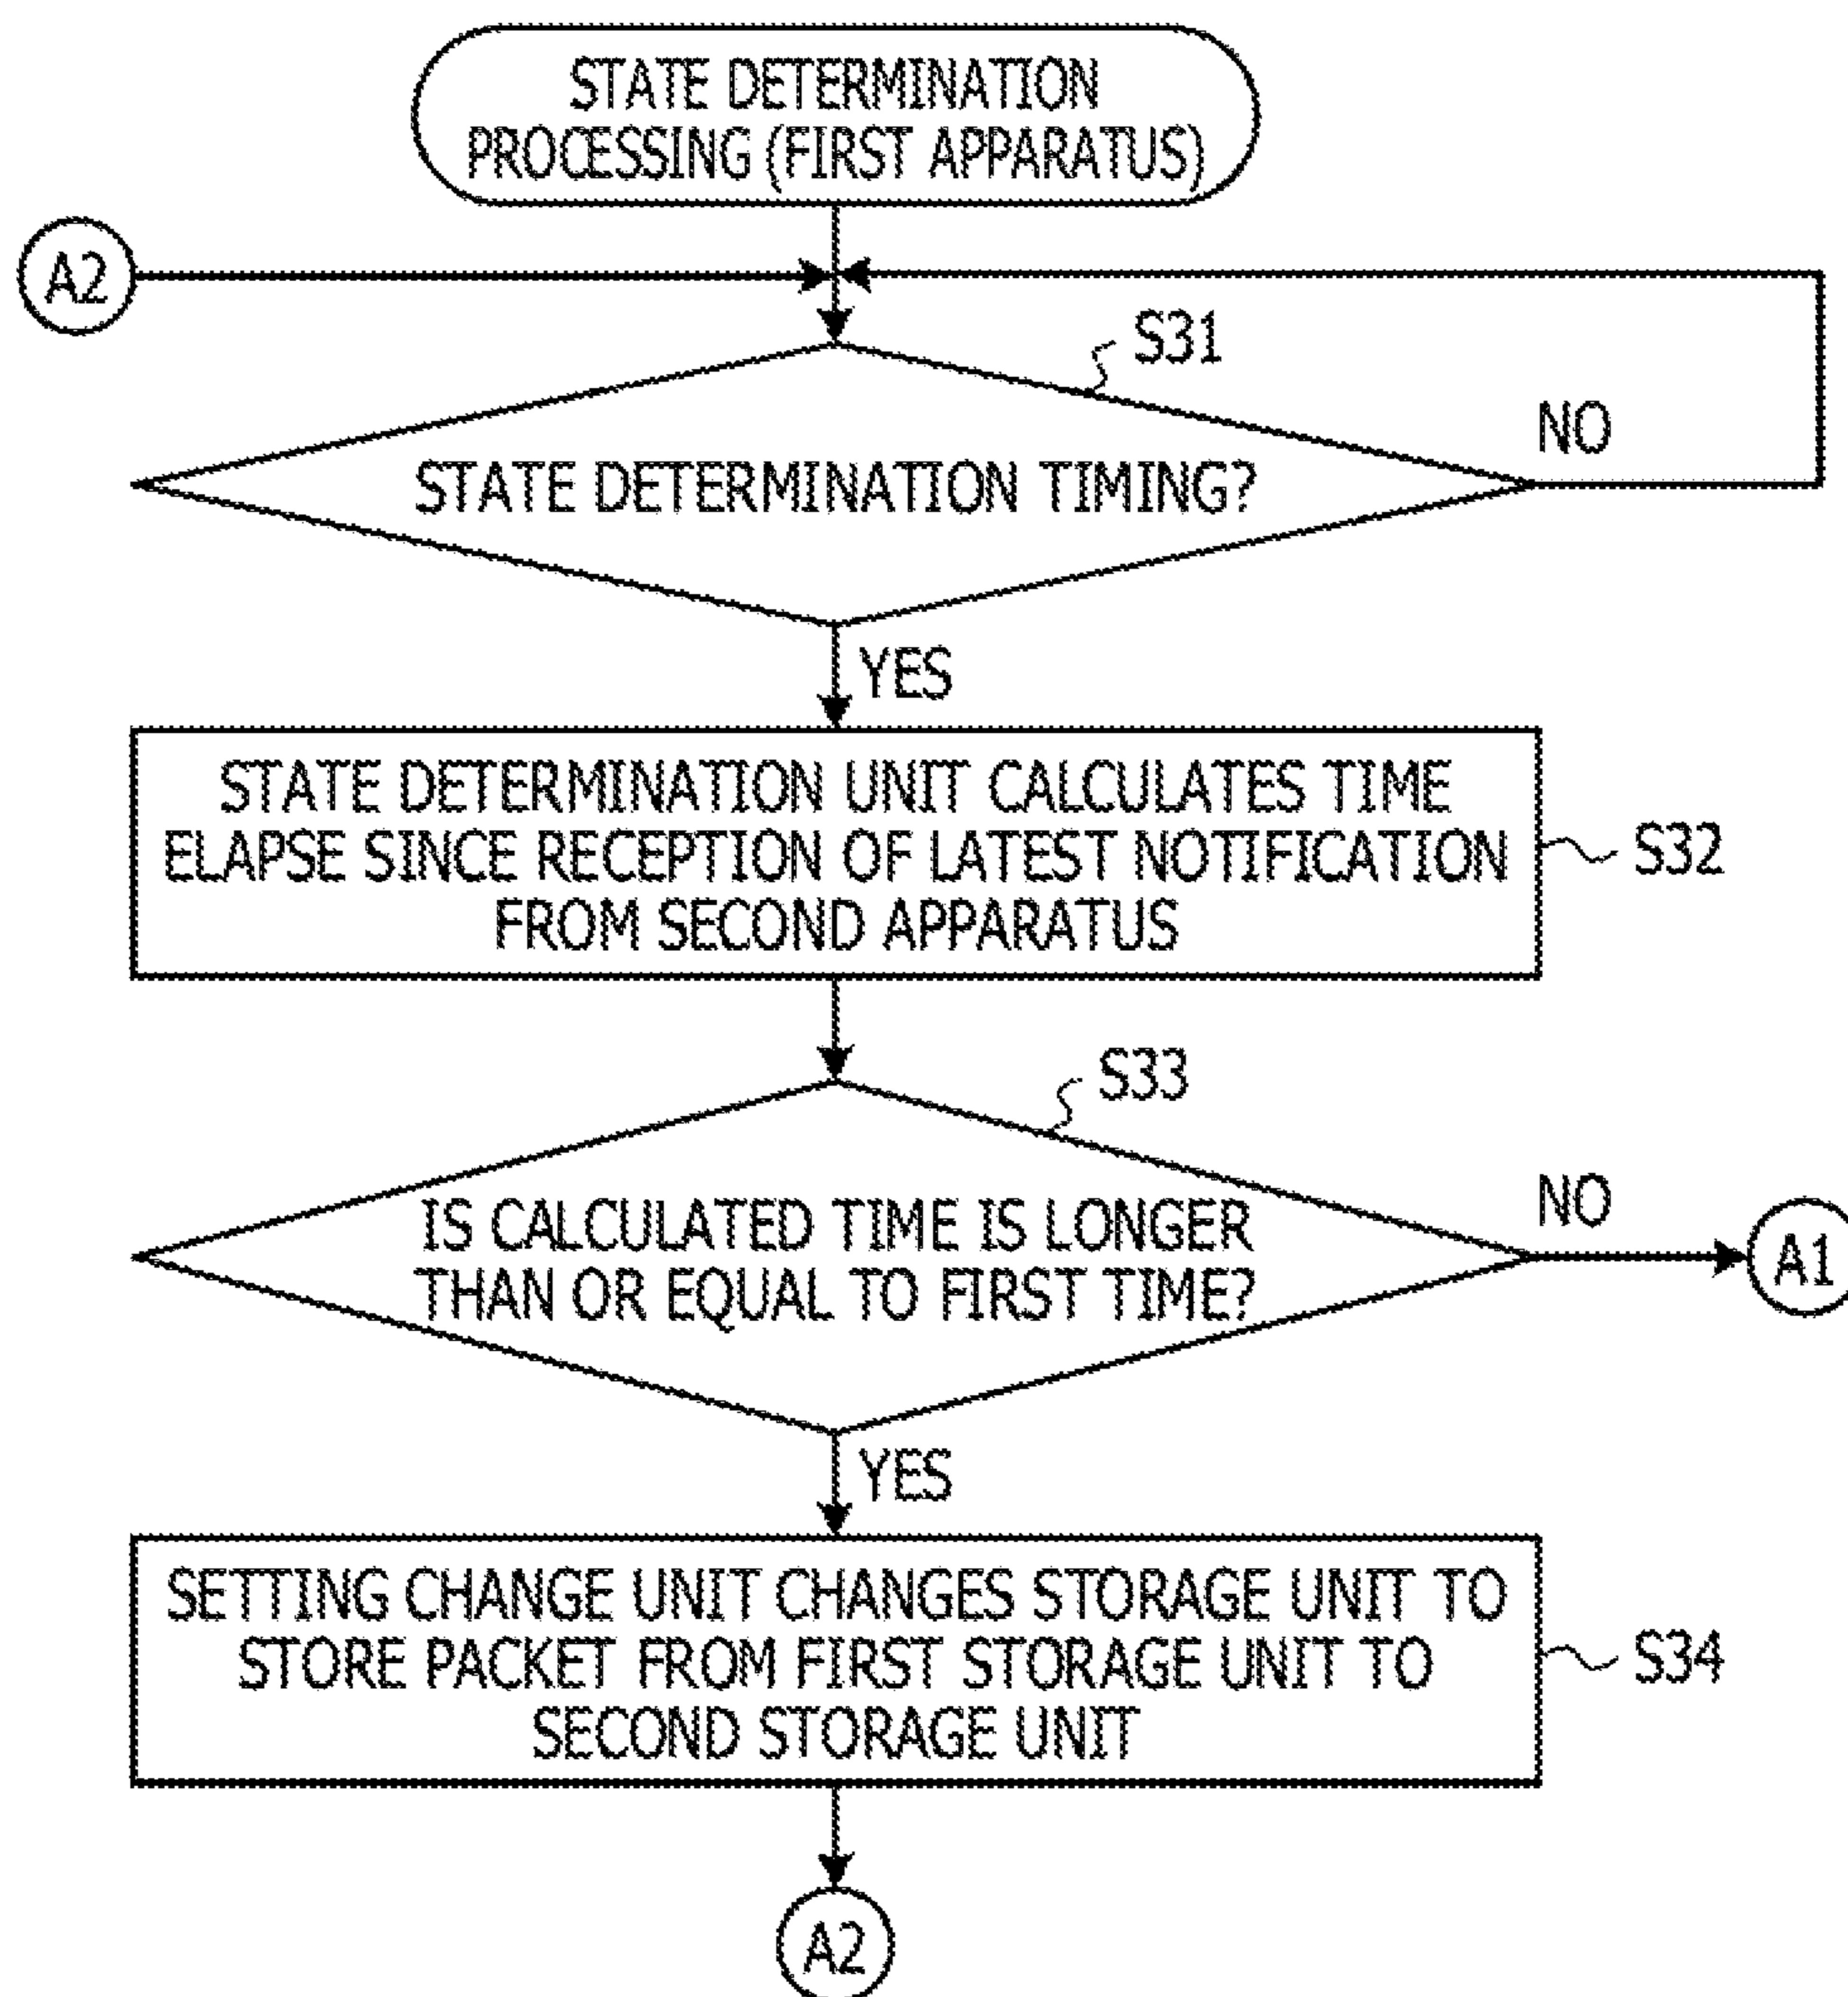 STATE DETERMINATION
PROCESSING (FIRST APPARATUS)
A2
S31
NO
STATE DETERMINATION TIMING?
YES
STATE DETERMINATION UNIT CALCULATES TIME
ELAPSE SINCE RECEPTION OF LATEST NOTIFICATION
FROM SECOND APPARATUS
S32
S33
NO
IS CALCULATED TIME IS LONGER
THAN OR EQUAL TO FIRST TIME?
A1
YES
SETTING CHANGE UNIT CHANGES STORAGE UNIT TO
STORE PACKET FROM FIRST STORAGE UNIT TO
SECOND STORAGE UNIT
S34
A2